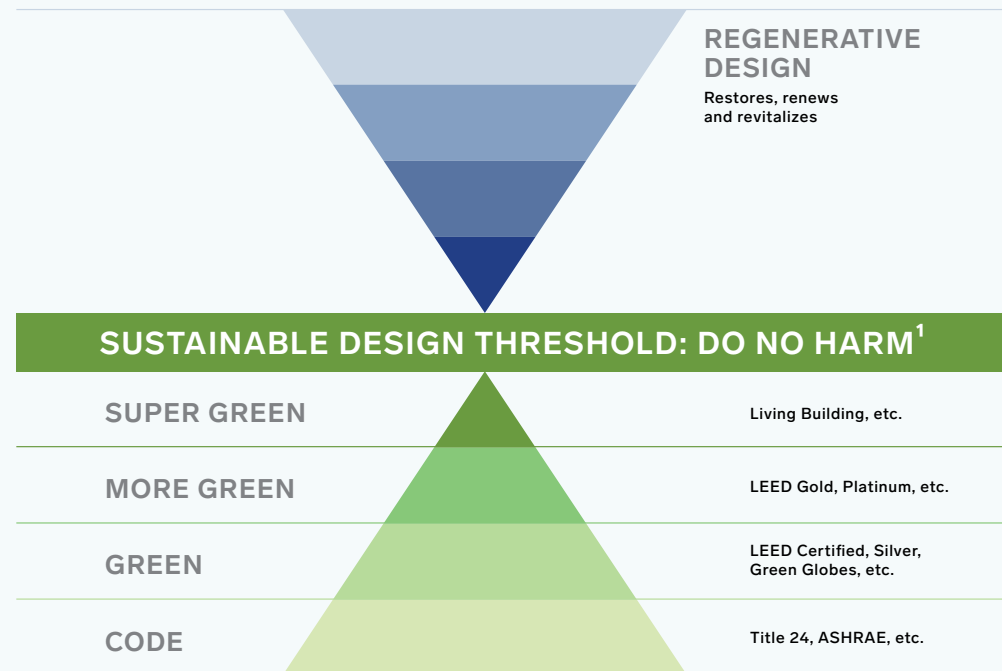 REGENERATIVE
DESIGN
Restores, renews
and revitalizes
SUSTAINABLE DESIGN THRESHOLD: DO NO HARM¹
SUPER GREEN
Living Building, etc.
MORE GREEN
LEED Gold, Platinum, etc.
GREEN
LEED Certified, Silver,
Green Globes, etc.
CODE
Title 24, ASHRAE, etc.